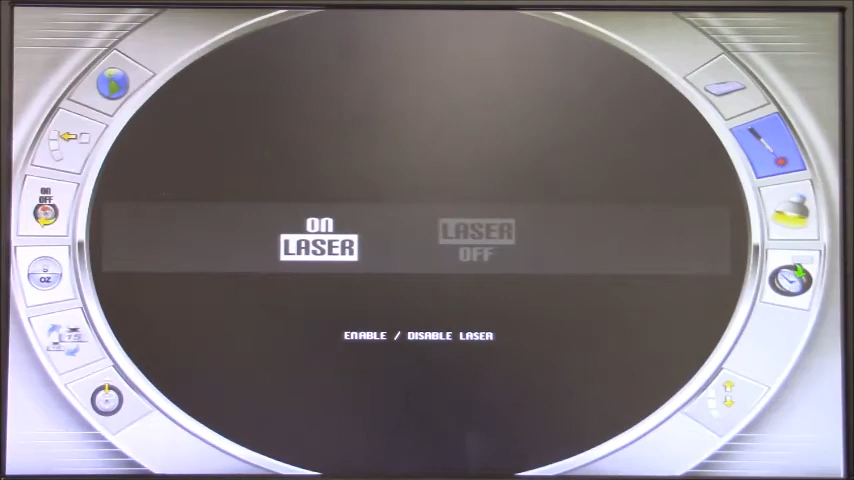 ON
LASER
LASER
OFF
ENABLE / DISABLE LASER
ON
OFF
OZ